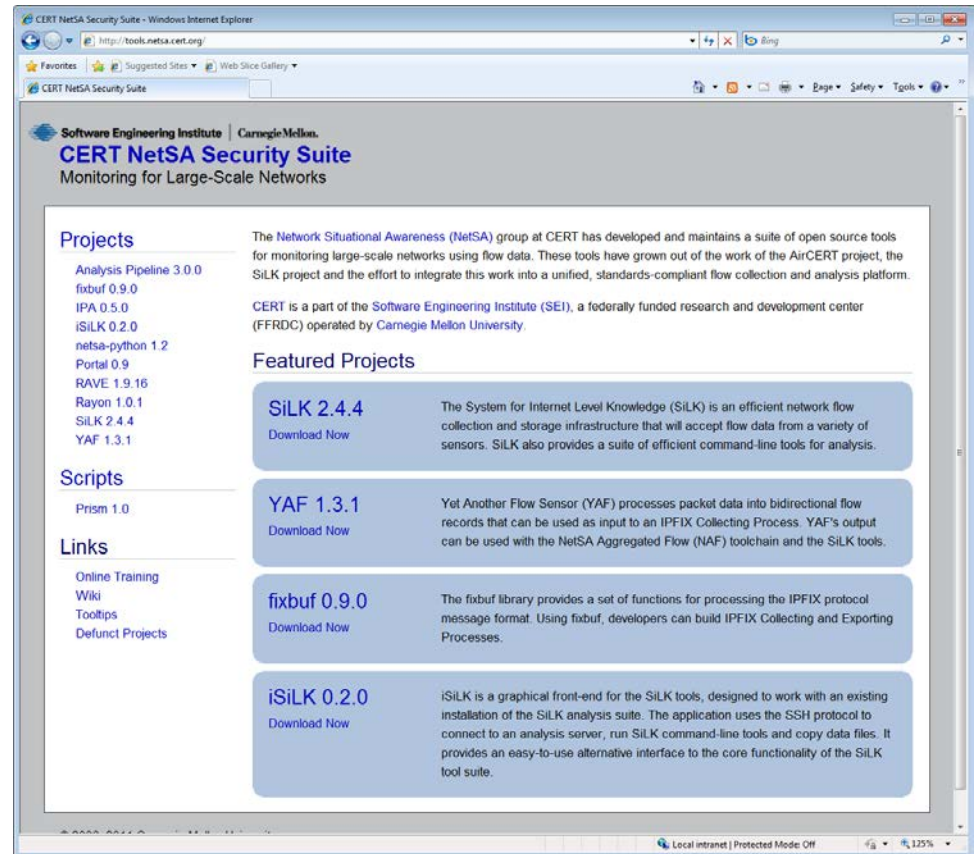 CERT NetSA Security Suite - Windows Internet Explorer
http://tools.netsa.cert.org/
Bing
Favorites
Suggested Sites
Web Slice Gallery
CERT NetSA Security Suite
Page
Safety
Tools
Software Engineering Institute | CarnegieMellon.
CERT NetSA Security Suite
Monitoring for Large-Scale Networks
Projects
Analysis Pipeline 3.0.0
fixbuf 0.9.0
IPA 0.5.0
iSiLK 0.2.0
netsa-python 1.2
Portal 0.9
RAVE 1.9.16
Rayon 1.0.1
SiLK 2.4.4
YAF 1.3.1
Scripts
Prism 1.0
Links
Online Training
Wiki
Tooltips
Defunct Projects
The Network Situational Awareness (NetSA) group at CERT has developed and maintains a suite of open source tools
for monitoring large-scale networks using flow data. These tools have grown out of the work of the AirCERT project, the
SiLK project and the effort to integrate this work into a unified, standards-compliant flow collection and analysis platform.
CERT is a part of the Software Engineering Institute (SEI), a federally funded research and development center
(FFRDC) operated by Carnegie Mellon University.
Featured Projects
SiLK 2.4.4
Download Now
The System for Internet Level Knowledge (SiLK) is an efficient network flow
collection and storage infrastructure that will accept flow data from a variety of
sensors. SiLK also provides a suite of efficient command-line tools for analysis.
YAF 1.3.1
Download Now
Yet Another Flow Sensor (YAF) processes packet data into bidirectional flow
records that can be used as input to an IPFIX Collecting Process. YAF's output
can be used with the NetSA Aggregated Flow (NAF) toolchain and the SiLK tools.
fixbuf 0.9.0
Download Now
The fixbuf library provides a set of functions for processing the IPFIX protocol
message format. Using fixbuf, developers can build IPFIX Collecting and Exporting
Processes.
iSiLK 0.2.0
Download Now
iSiLK is a graphical front-end for the SiLK tools, designed to work with an existing
installation of the SiLK analysis suite. The application uses the SSH protocol to
connect to an analysis server, run SiLK command-line tools and copy data files. It
provides an easy-to-use alternative interface to the core functionality of the SiLK
tool suite.
Local intranet | Protected Mode: Off
125%